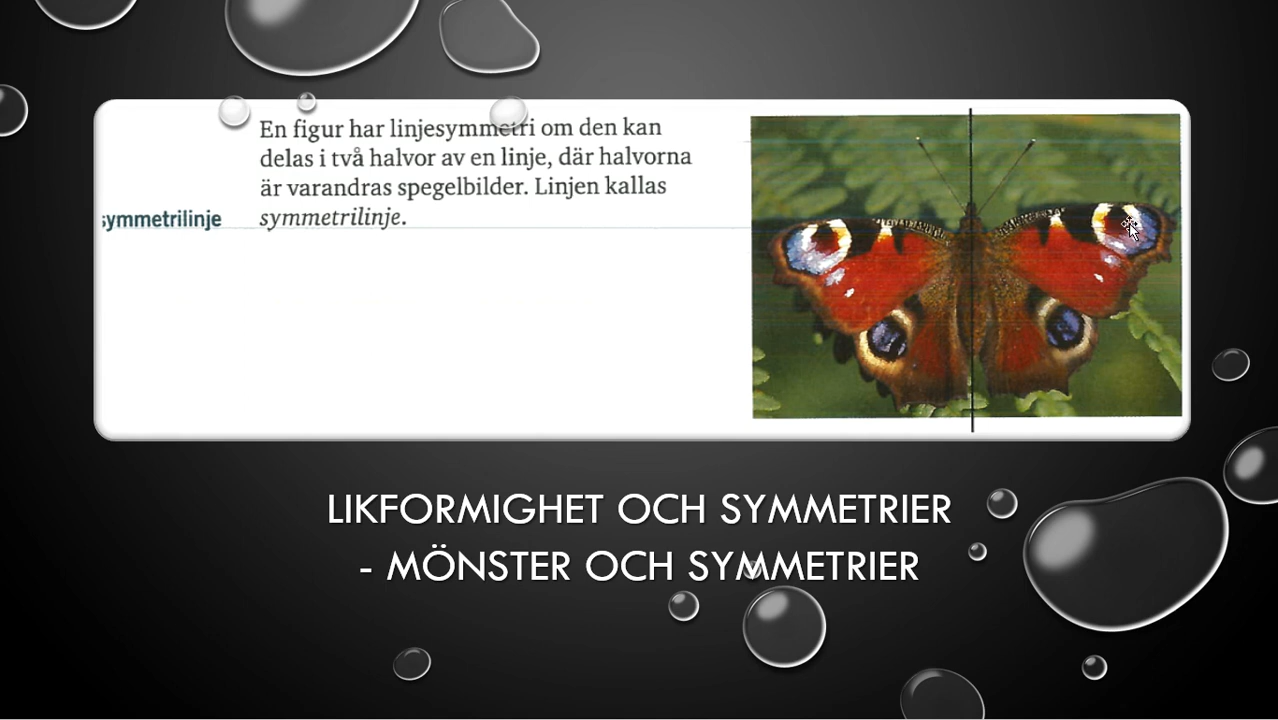 En figur har linjesymmetri om den kan
delas i två halvor av en linje, där halvorna
är varandras spegelbilder. Linjen kallas
symmetrilinje
symmetrilinje.
LIKFORMIGHET OCH SYMMETRIER
- MÖNSTER OCH SYMMETRIER